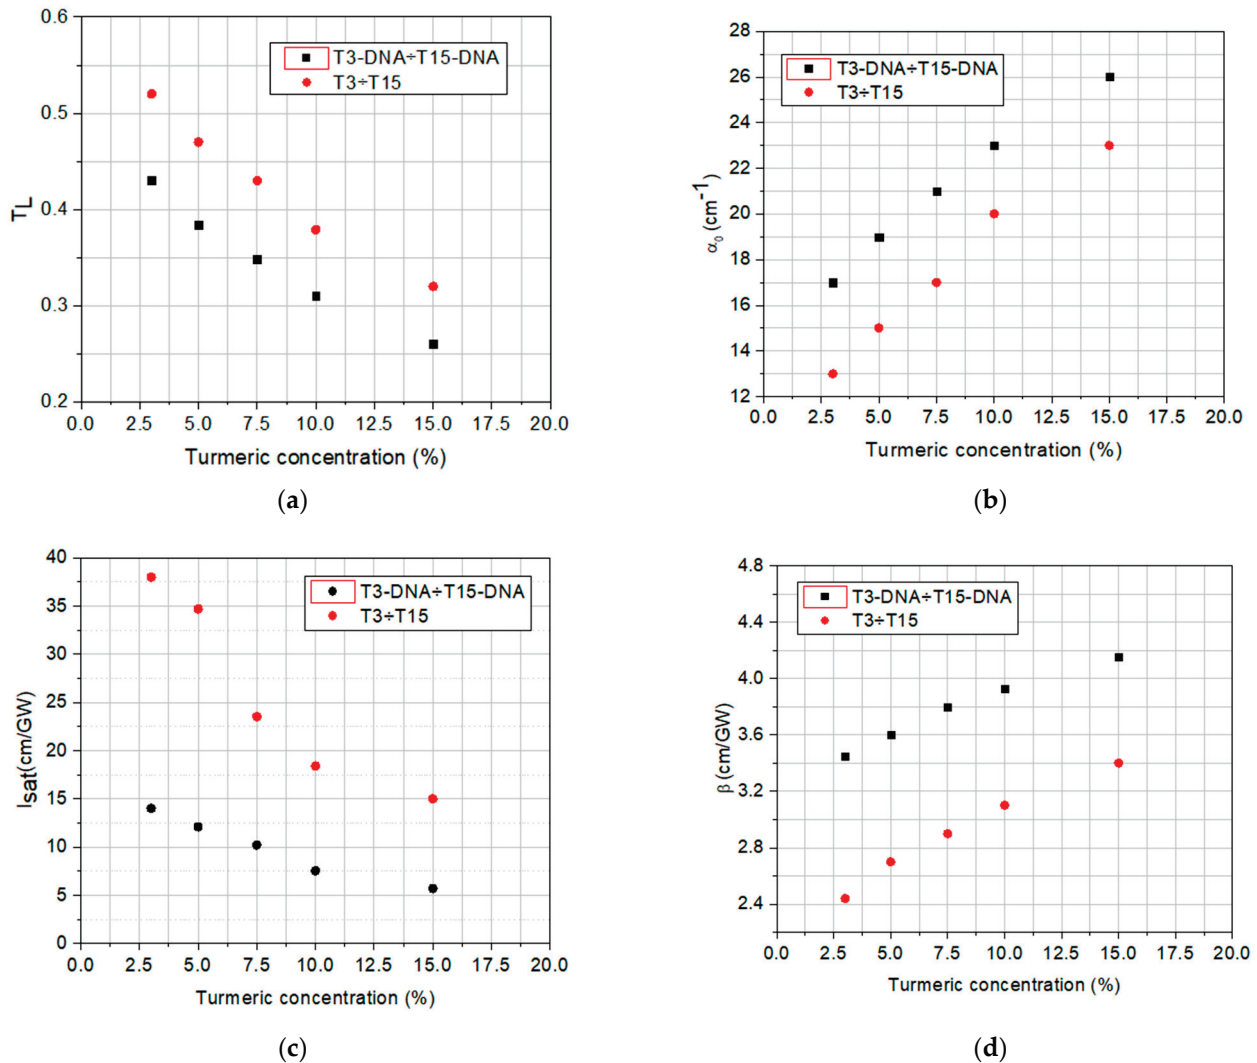 0.6
0.5
0.4
0.3
0.2
T_L
T3-DNA÷T15-DNA
T3÷T15
0.0 2.5 5.0 7.5 10.0 12.5 15.0 17.5 20.0
Turmeric concentration (%)
(a)
28
26
24
22
20
18
16
14
12
α₀ (cm⁻¹)
T3-DNA÷T15-DNA
T3÷T15
0.0 2.5 5.0 7.5 10.0 12.5 15.0 17.5 20.0
Turmeric concentration (%)
(b)
40
35
30
25
20
15
10
5
0
I_sat(cm/GW)
T3-DNA÷T15-DNA
T3÷T15
0.0 2.5 5.0 7.5 10.0 12.5 15.0 17.5 20.0
Turmeric concentration (%)
(c)
4.8
4.4
4.0
3.6
3.2
2.8
2.4
β (cm/GW)
T3-DNA÷T15-DNA
T3÷T15
0.0 2.5 5.0 7.5 10.0 12.5 15.0 17.5 20.0
Turmeric concentration (%)
(d)